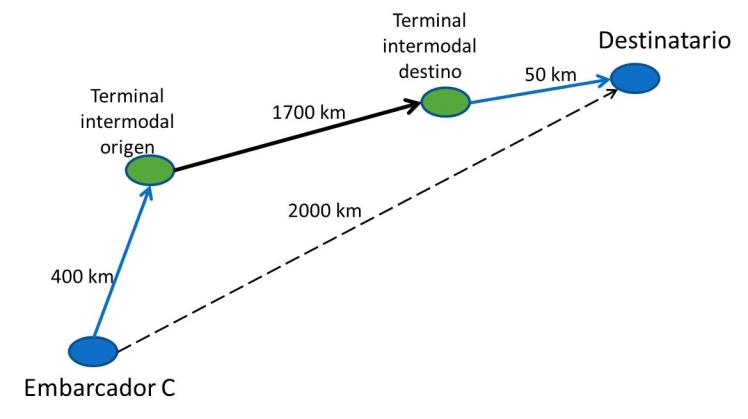 Terminal
intermodal
destino
Destinatario
50 km
Terminal
intermodal
origen
1700 km
2000 km
400 km
Embarcador C